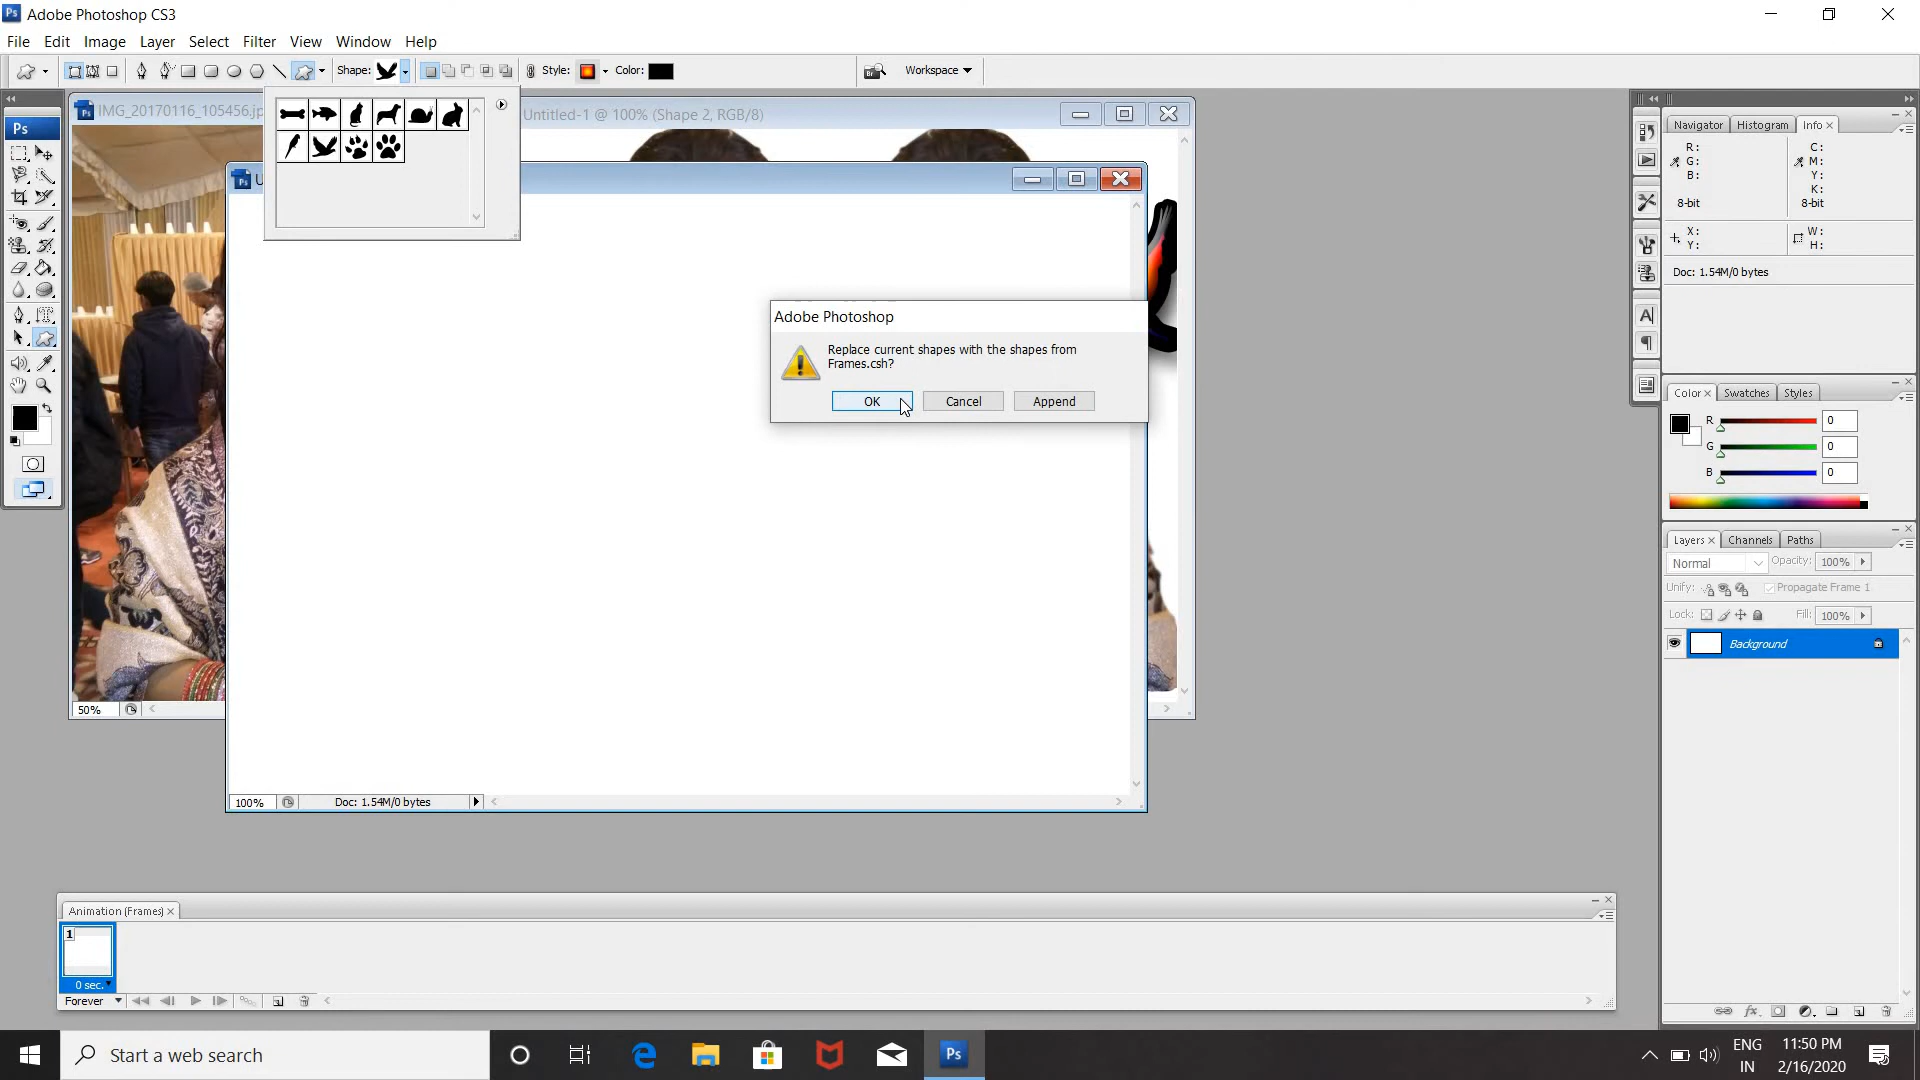 Ps Adobe Photoshop CS3
File Edit Image Layer Select Filter View Window Help
Shape: Style: Color: Workspace
IMG_20170116_105456.jp
Untitled-1 @ 100% (Shape 2, RGB/8)
Ps
Navigator Histogram Info
R: C:
G: M:
B: Y:
K:
8-bit 8-bit
X: W:
Y: H:
Doc: 1.54M/0 bytes
Adobe Photoshop
Replace current shapes with the shapes from
Frames.csh?
OK Cancel Append
Color Swatches Styles
R 0
G 0
B 0
Layers Channels Paths
Normal Opacity: 100%
Unify: Propagate Frame 1
Lock: Fill: 100%
Background
50%
100% Doc: 1.54M/0 bytes
Animation (Frames)
1
0 sec.
Forever
Start a web search
Ps
ENG 11:50 PM
IN 2/16/2020